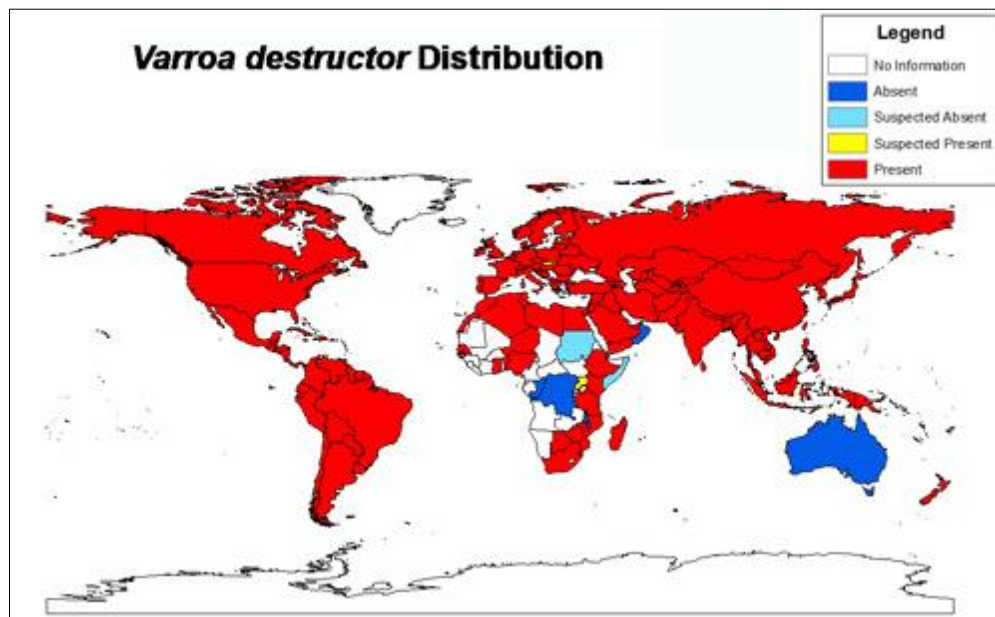 Varroa destructor Distribution
Legend
No Information
Absent
Suspected Absent
Suspected Present
Present